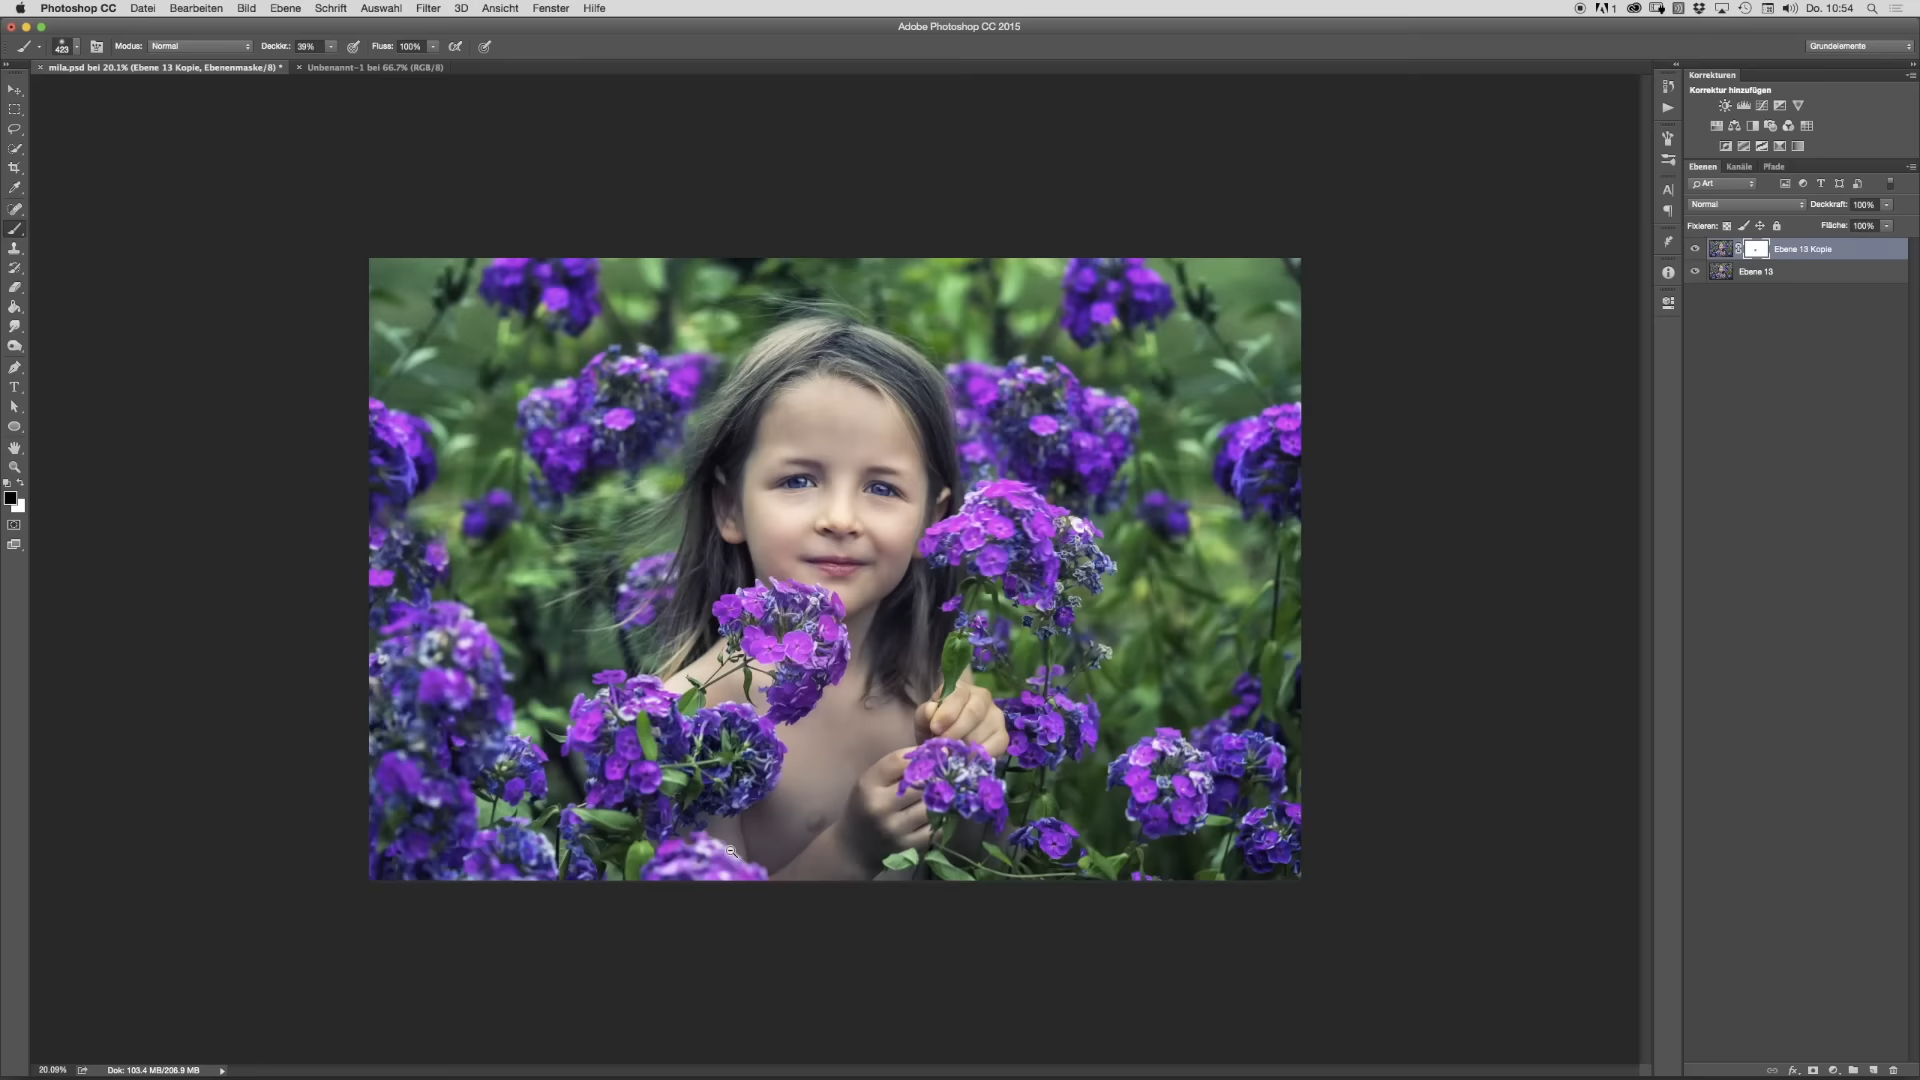 Photoshop CC Datei Bearbeiten Bild Ebene Schrift Auswahl Filter 3D Ansicht Fenster Hilfe 1 Do. 10:54
Adobe Photoshop CC 2015
423 Modus: Normal Deckkr.: 39% Fluss: 100% Grundelemente
mila.psd bei 20.1% (Ebene 13 Kopie, Ebenenmaske/8) * Unbenannt-1 bei 66.7% (RGB/8)
Korrekturen
Korrektur hinzufügen
Ebenen Kanäle Pfade
Art
Normal Deckkraft: 100%
Fixieren: Fläche: 100%
Ebene 13 Kopie
Ebene 13
20.09% Dok: 103.4 MB/206.9 MB